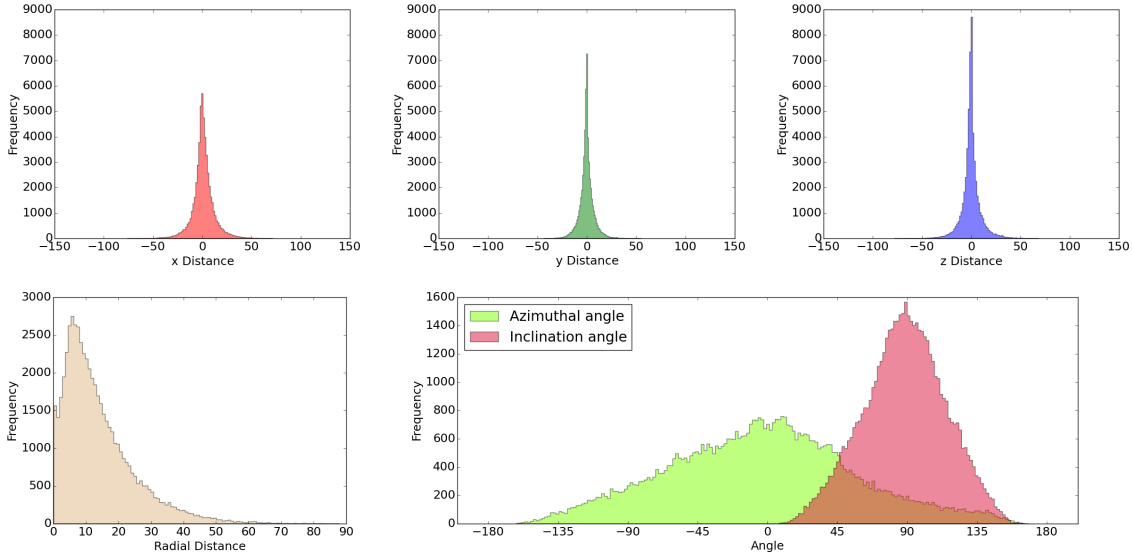 9000
8000
7000
6000
5000
4000
3000
2000
1000
0
Frequency
−150 −100 −50 0 50 100 150
x Distance
9000
8000
7000
6000
5000
4000
3000
2000
1000
0
Frequency
−150 −100 −50 0 50 100 150
y Distance
9000
8000
7000
6000
5000
4000
3000
2000
1000
0
Frequency
−150 −100 −50 0 50 100 150
z Distance
3000
2500
2000
1500
1000
500
0
Frequency
0 10 20 30 40 50 60 70 80 90
Radial Distance
1600
1400
1200
1000
800
600
400
200
0
Frequency
Azimuthal angle
Inclination angle
−180 −135 −90 −45 0 45 90 135 180
Angle